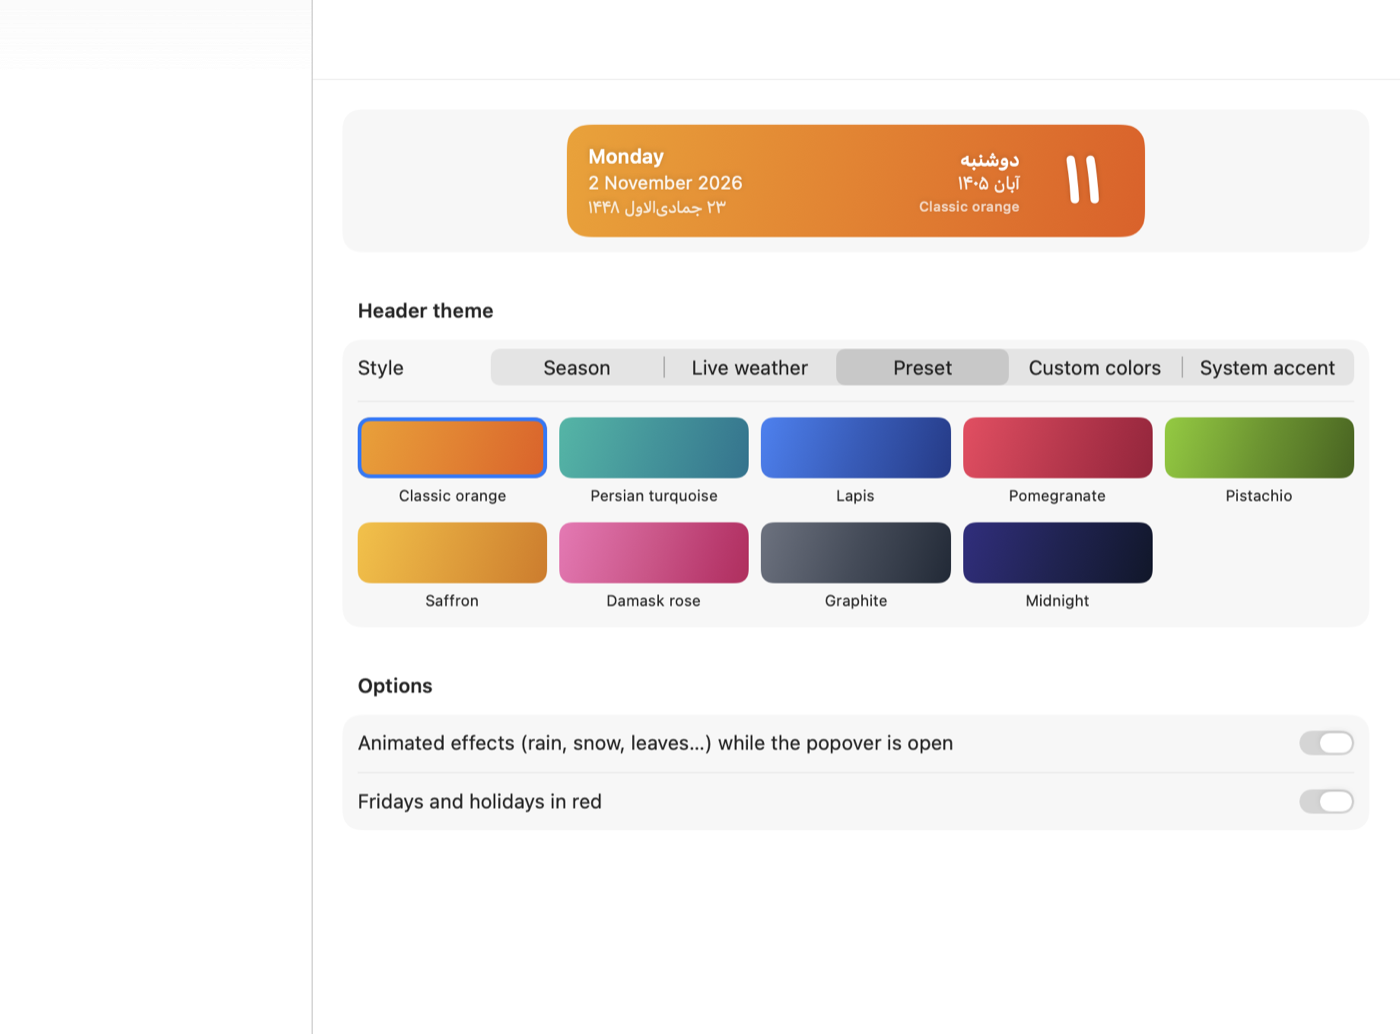 Monday
2 November 2026
۲۳ جمادی‌الاول ۱۴۴۸
دوشنبه
آبان ۱۴۰۵
Classic orange
۱۱
Header theme
Style
Season
Live weather
Preset
Custom colors
System accent
Classic orange
Persian turquoise
Lapis
Pomegranate
Pistachio
Saffron
Damask rose
Graphite
Midnight
Options
Animated effects (rain, snow, leaves...) while the popover is open
Fridays and holidays in red